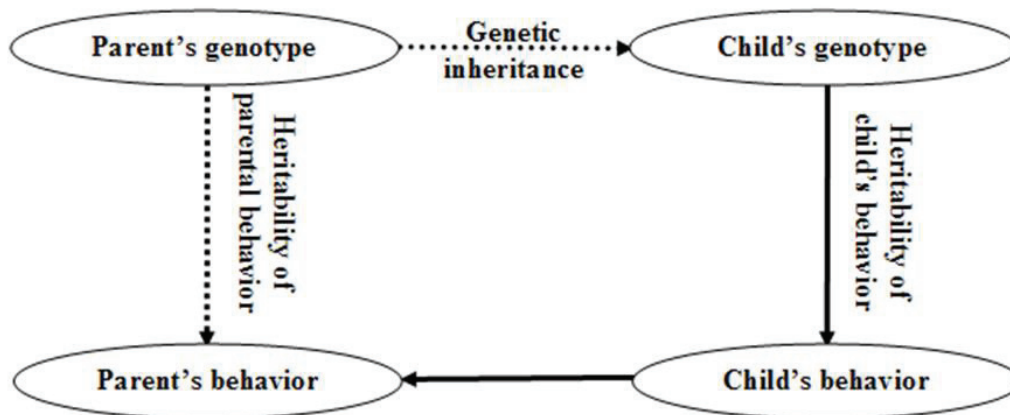 Parent's genotype
Genetic
inheritance
Child's genotype
Heritability of
parental behavior
Heritability of
child's behavior
Parent's behavior
Child's behavior